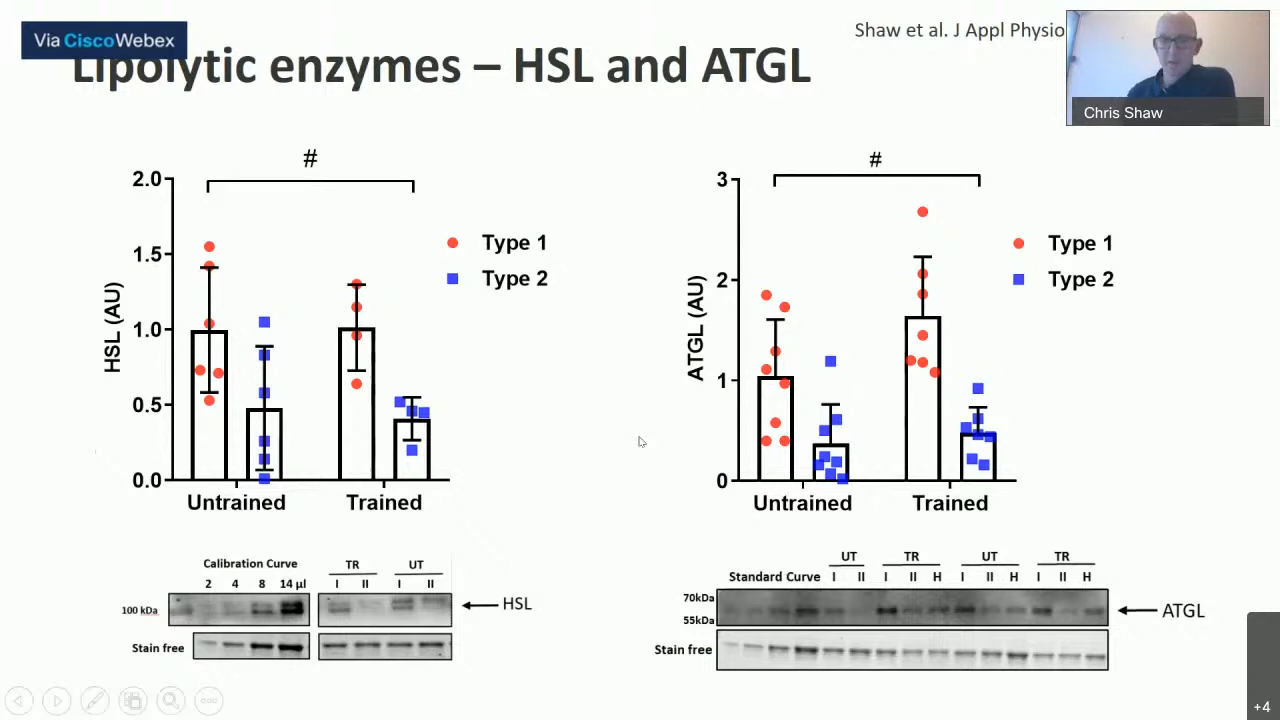 Via Cisco Webex
Shaw et al. J Appl Physio
Lipolytic enzymes – HSL and ATGL
Chris Shaw
#
2.0
1.5
1.0
0.5
0.0
HSL (AU)
Type 1
Type 2
Untrained
Trained
#
3
2
1
0
ATGL (AU)
Type 1
Type 2
Untrained
Trained
Calibration Curve
2 4 8 14 µl
TR UT
I II I II
100 kDa
HSL
Stain free
UT TR UT TR
Standard Curve I II I II H I II H I II H
70kDa
55kDa
ATGL
Stain free
+4